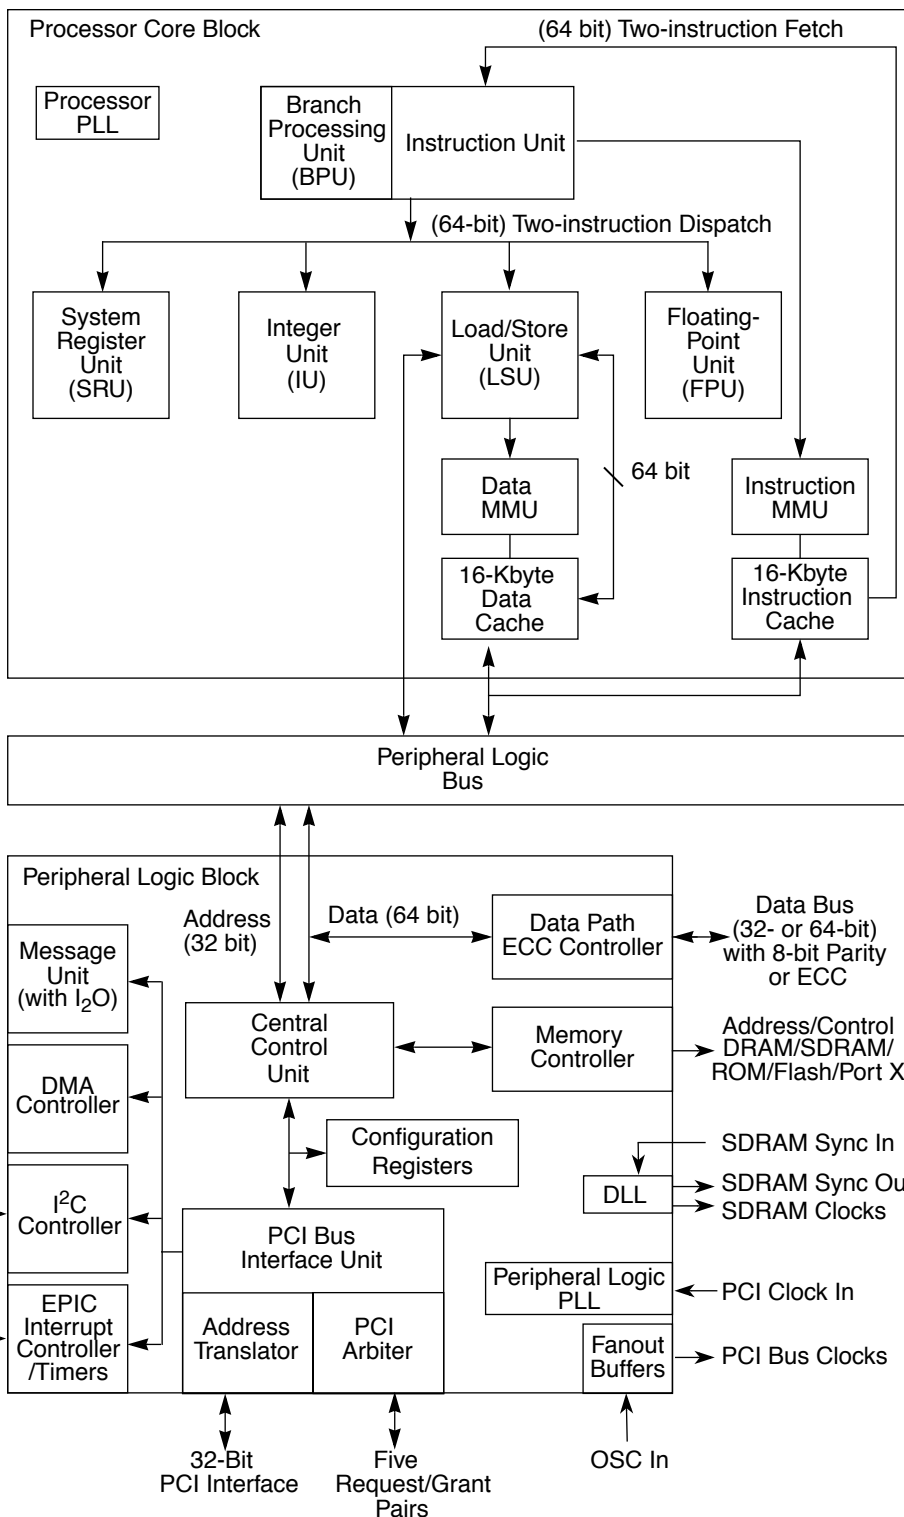 Processor Core Block
(64 bit) Two-instruction Fetch
Processor
PLL
Branch
Processing
Unit
(BPU)
Instruction Unit
(64-bit) Two-instruction Dispatch
System
Register
Unit
(SRU)
Integer
Unit
(IU)
Load/Store
Unit
(LSU)
Floating-
Point
Unit
(FPU)
64 bit
Data
MMU
Instruction
MMU
16-Kbyte
Data
Cache
16-Kbyte
Instruction
Cache
Peripheral Logic
Bus
Peripheral Logic Block
Address
(32 bit)
Data (64 bit)
Data Path
ECC Controller
Data Bus
(32- or 64-bit)
with 8-bit Parity
or ECC
Message
Unit
(with I2O)
Central
Control
Unit
Memory
Controller
Address/Control
DRAM/SDRAM/
ROM/Flash/Port X
DMA
Controller
Configuration
Registers
SDRAM Sync In
DLL
SDRAM Sync Ou
SDRAM Clocks
I2C
Controller
PCI Bus
Interface Unit
Peripheral Logic
PLL
PCI Clock In
EPIC
Interrupt
Controller
/Timers
Address
Translator
PCI
Arbiter
Fanout
Buffers
PCI Bus Clocks
32-Bit
PCI Interface
Five
Request/Grant
Pairs
OSC In